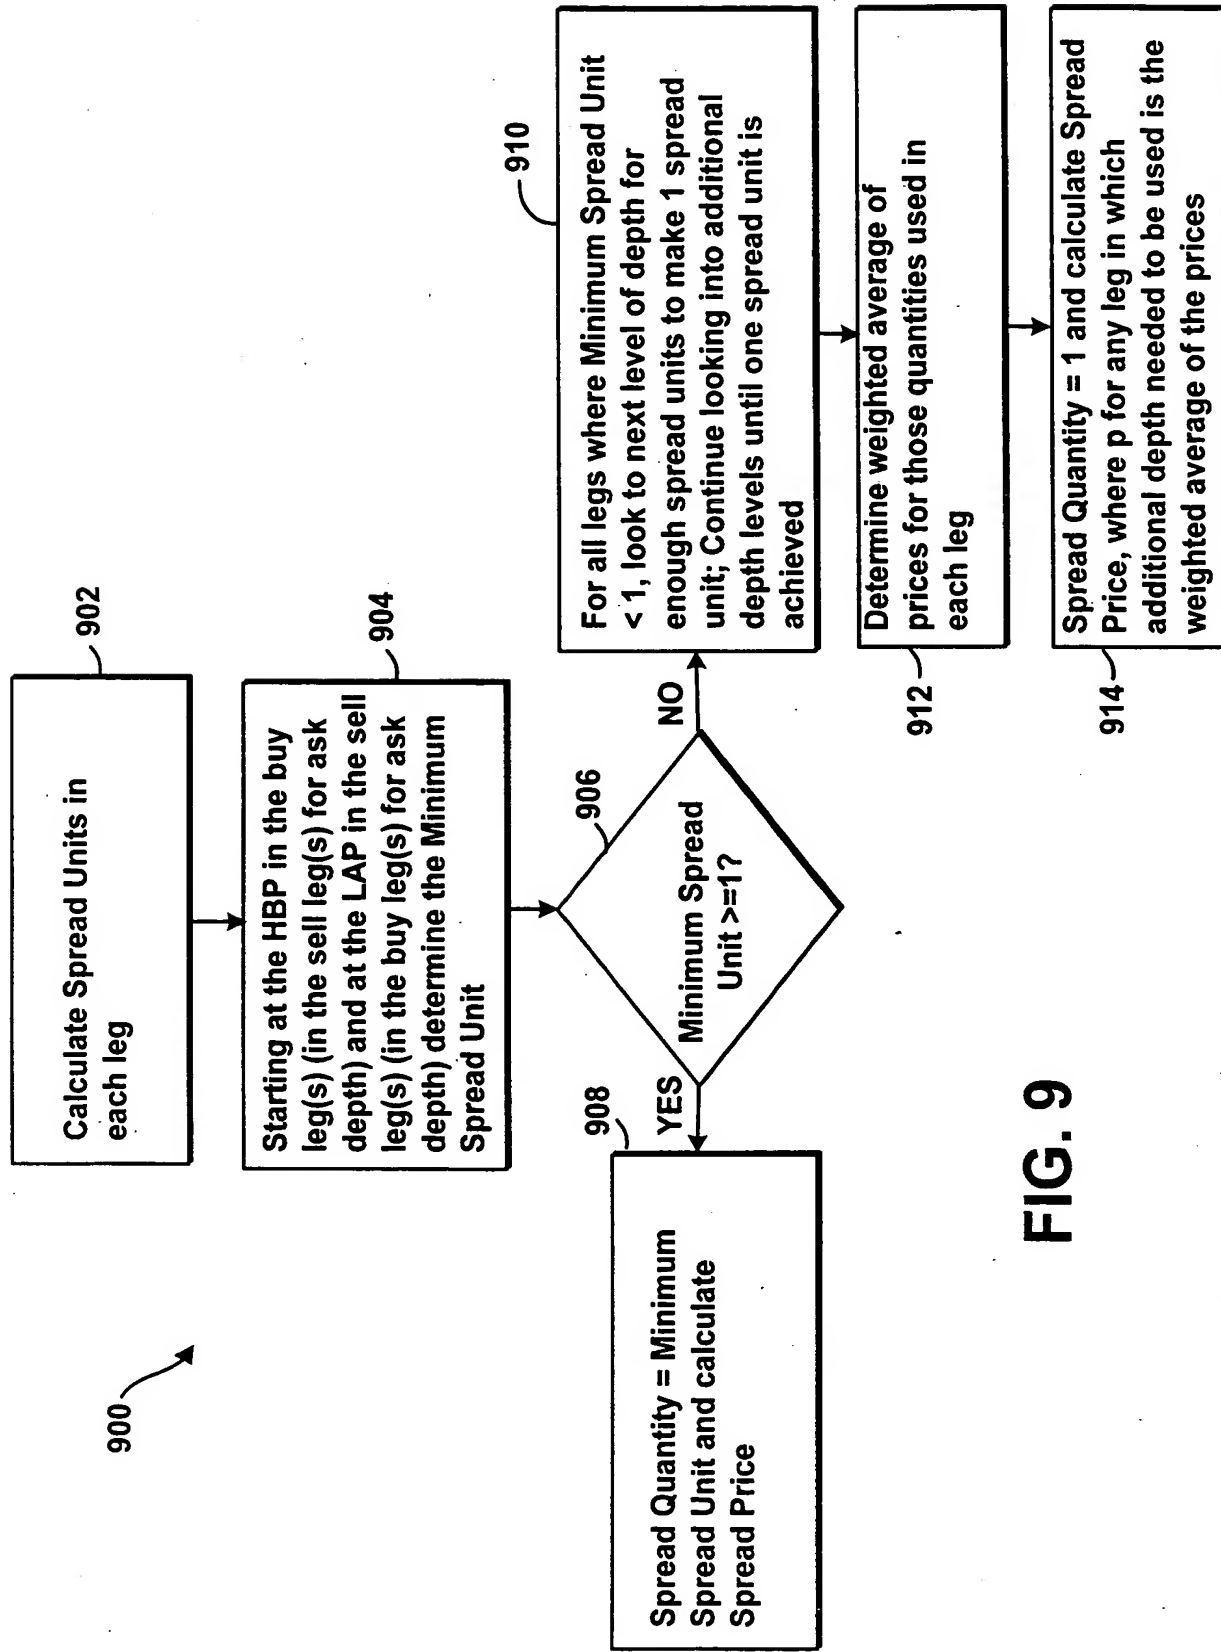 900
902
Calculate Spread Units in
each leg
904
Starting at the HBP in the buy
leg(s) (in the sell leg(s) for ask
depth) and at the LAP in the sell
leg(s) (in the buy leg(s) for ask
depth) determine the Minimum
Spread Unit
906
Minimum Spread
Unit >=1?
YES
NO
908
Spread Quantity = Minimum
Spread Unit and calculate
Spread Price
910
For all legs where Minimum Spread Unit
< 1, look to next level of depth for
enough spread units to make 1 spread
unit; Continue looking into additional
depth levels until one spread unit is
achieved
912
Determine weighted average of
prices for those quantities used in
each leg
914
Spread Quantity = 1 and calculate Spread
Price, where p for any leg in which
additional depth needed to be used is the
weighted average of the prices
FIG. 9